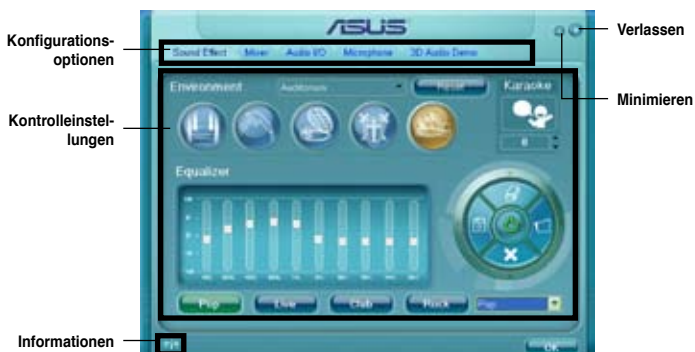 ASUS
Verlassen
Konfigurations-
optionen
Sound Effect Mixer Audio I/O Microphone 3D Audio Demo
Environment Auditorium Reset Karaoke
Minimieren
0
Kontrolleinstel-
lungen
Equalizer
Pop Live Club Rock Pop
Informationen
OK